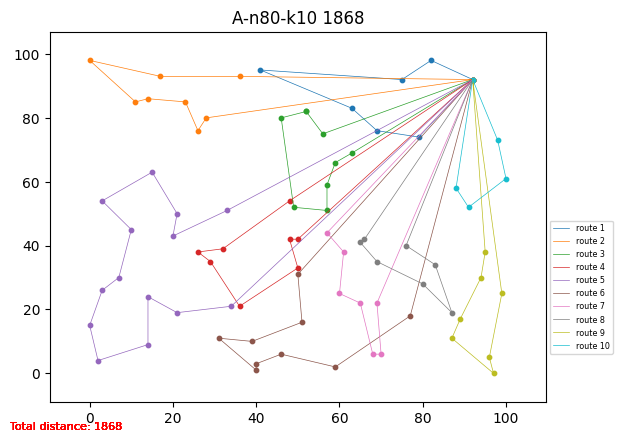 A-n80-k10 1868
100
80
60
40
20
0
0 20 40 60 80 100
route 1
route 2
route 3
route 4
route 5
route 6
route 7
route 8
route 9
route 10
Total distance: 1868